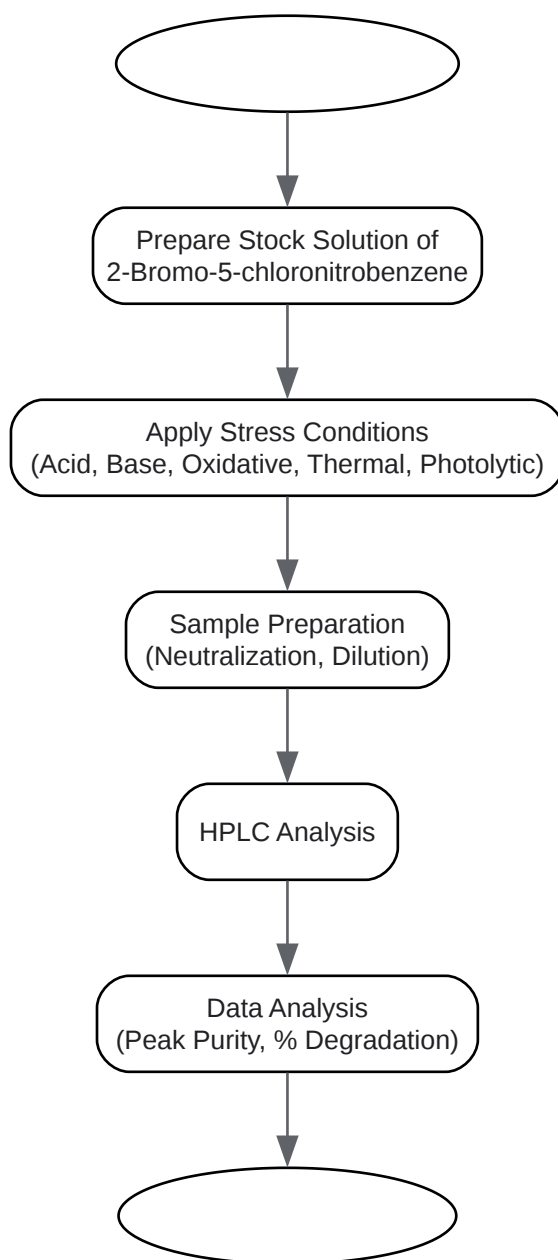 Prepare Stock Solution of
2-Bromo-5-chloronitrobenzene
Apply Stress Conditions
(Acid, Base, Oxidative, Thermal, Photolytic)
Sample Preparation
(Neutralization, Dilution)
HPLC Analysis
Data Analysis
(Peak Purity, % Degradation)